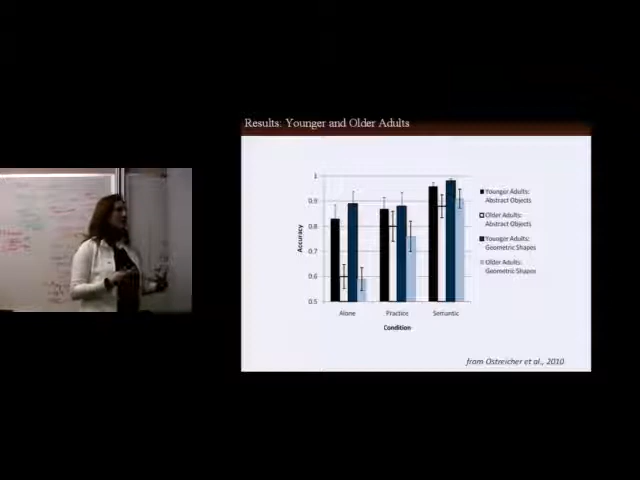 Results: Younger and Older Adults
1
0.9
0.8
0.7
0.6
0.5
Accuracy
Alone
Practice
Semantic
Condition
Younger Adults:
Abstract Objects
Older Adults:
Abstract Objects
Younger Adults:
Geometric Shapes
Older Adults:
Geometric Shapes
from Ostreicher et al., 2010